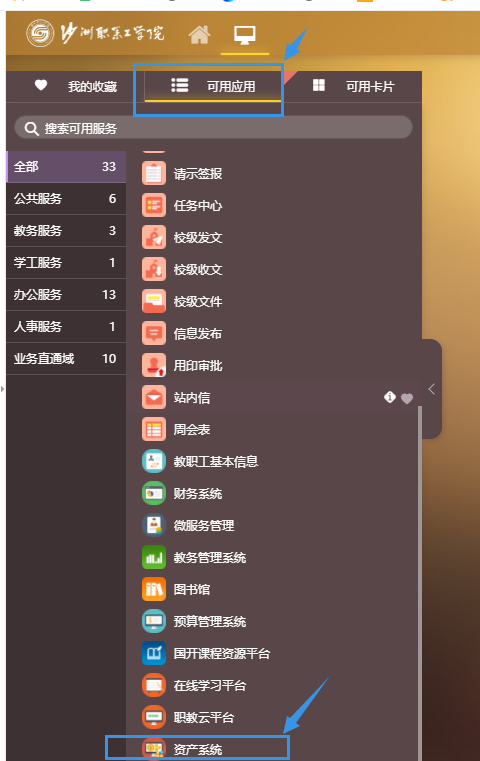 沙洲职业工学院
我的收藏 可用应用 可用卡片
搜索可用服务
全部 33
公共服务 6
教务服务 3
学工服务 1
办公服务 13
人事服务 1
业务直通域 10
请示签报
任务中心
校级发文
校级收文
校级文件
信息发布
用印审批
站内信
周会表
教职工基本信息
财务系统
微服务管理
教务管理系统
图书馆
预算管理系统
国开课程资源平台
在线学习平台
职教云平台
资产系统